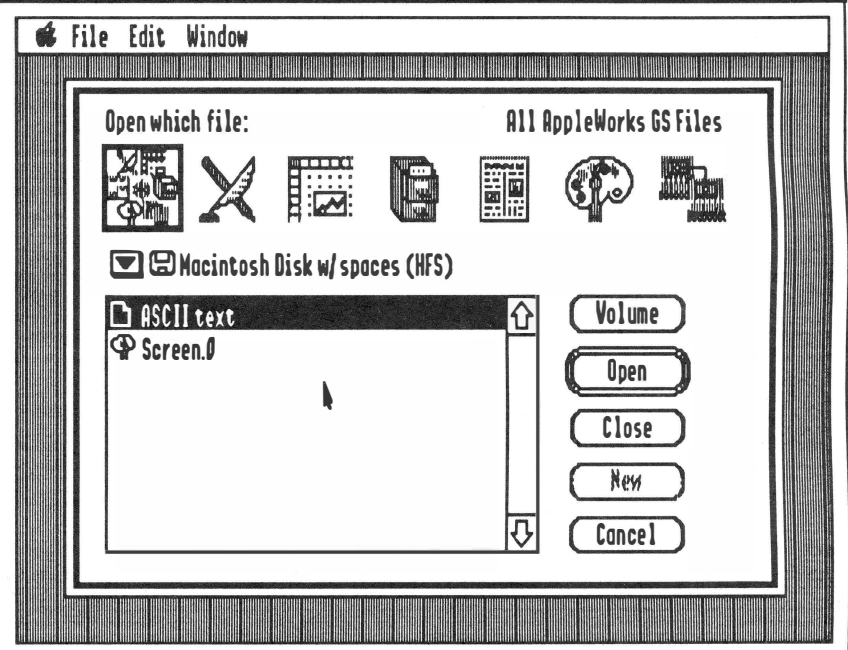 File Edit Window
Open which file: All AppleWorks GS Files
Macintosh Disk w/ spaces (HFS)
ASCII text
Screen.0
Volume
Open
Close
New
Cancel